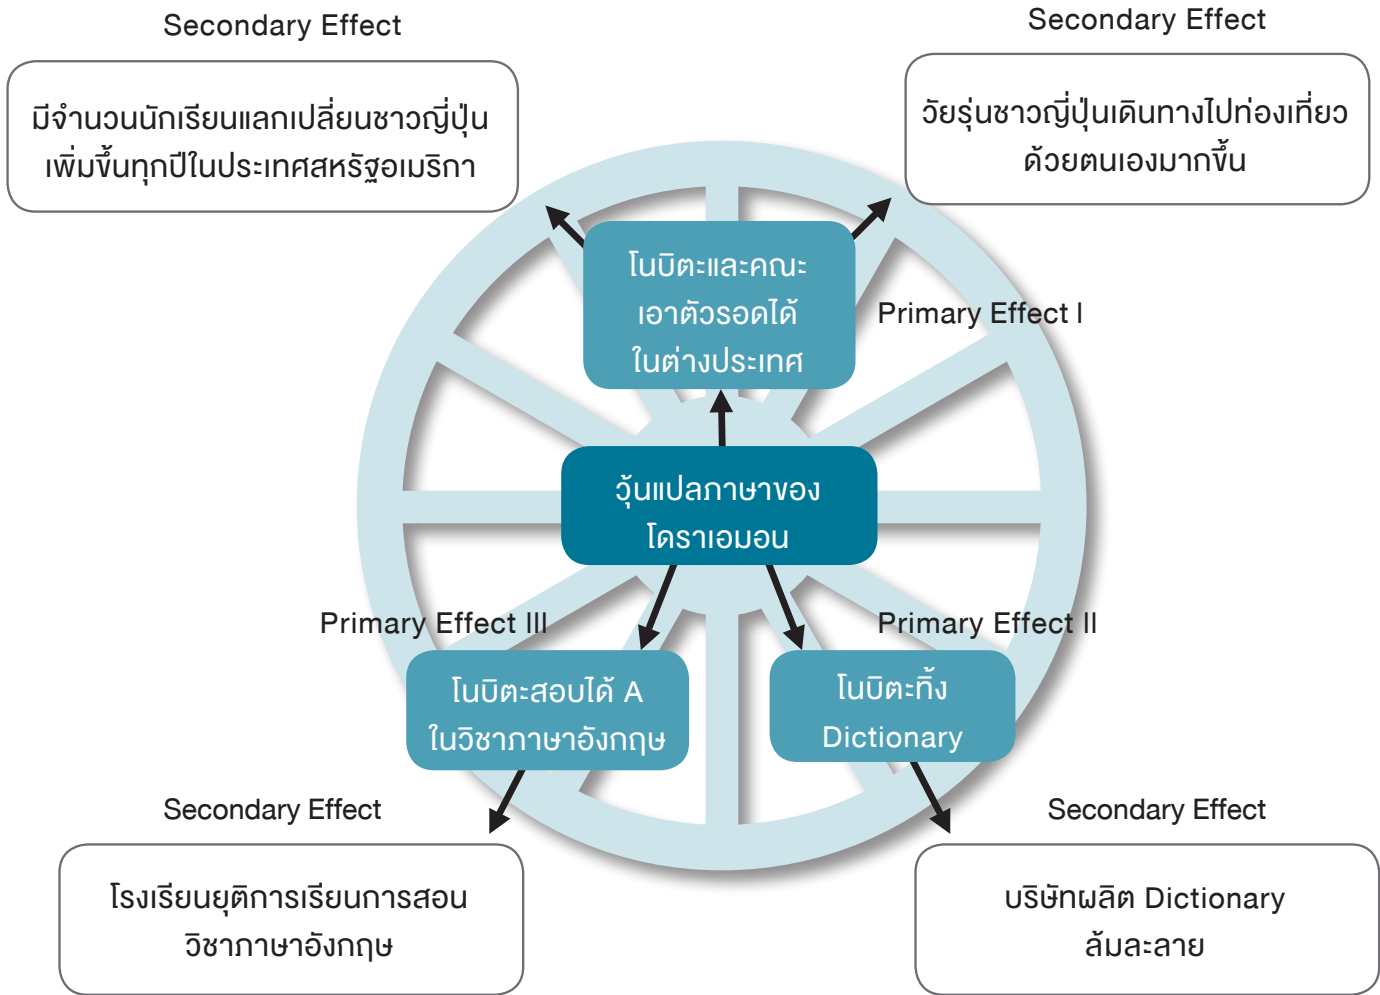 Secondary Effect
Secondary Effect
มีจำนวนนักเรียนแลกเปลี่ยนชาวญี่ปุ่น
เพิ่มขึ้นทุกปีในประเทศสหรัฐอเมริกา
วัยรุ่นชาวญี่ปุ่นเดินทางไปท่องเที่ยว
ด้วยตนเองมากขึ้น
โนบิตะและคณะ
เอาตัวรอดได้
ในต่างประเทศ
Primary Effect I
วุ้นแปลภาษาของ
โดราเอมอน
Primary Effect III
Primary Effect II
โนบิตะสอบได้ A
ในวิชาภาษาอังกฤษ
โนบิตะทิ้ง
Dictionary
Secondary Effect
Secondary Effect
โรงเรียนยุติการเรียนการสอน
วิชาภาษาอังกฤษ
บริษัทผลิต Dictionary
ล้มละลาย